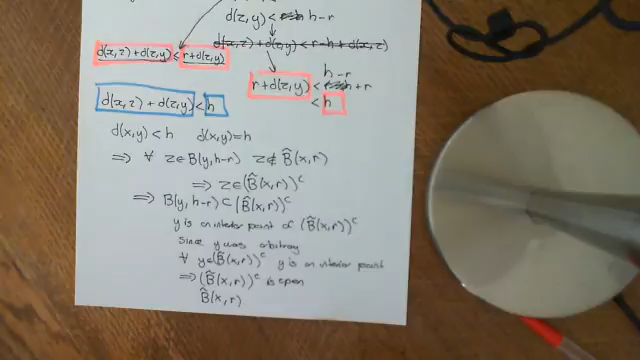 d(z,y) < h-r
d(x,z)+d(z,y) < r-h+d(x,z)
d(x,z)+d(z,y) ≤ r+d(z,y)
h-r
r+d(z,y) < +r
< h
d(x,z)+d(z,y) < h
d(x,y) < h d(x,y)=h
⇒ ∀ z∈B(y,h-r) z∉B̂(x,r)
⇒ z∈(B̂(x,r))ᶜ
⇒ B(y,h-r) ⊂ (B̂(x,r))ᶜ
y is an interior point of (B̂(x,r))ᶜ
since y was arbitrary
∀ y∈(B̂(x,r))ᶜ y is an interior point
⇒ (B̂(x,r))ᶜ is open
B̂(x,r)